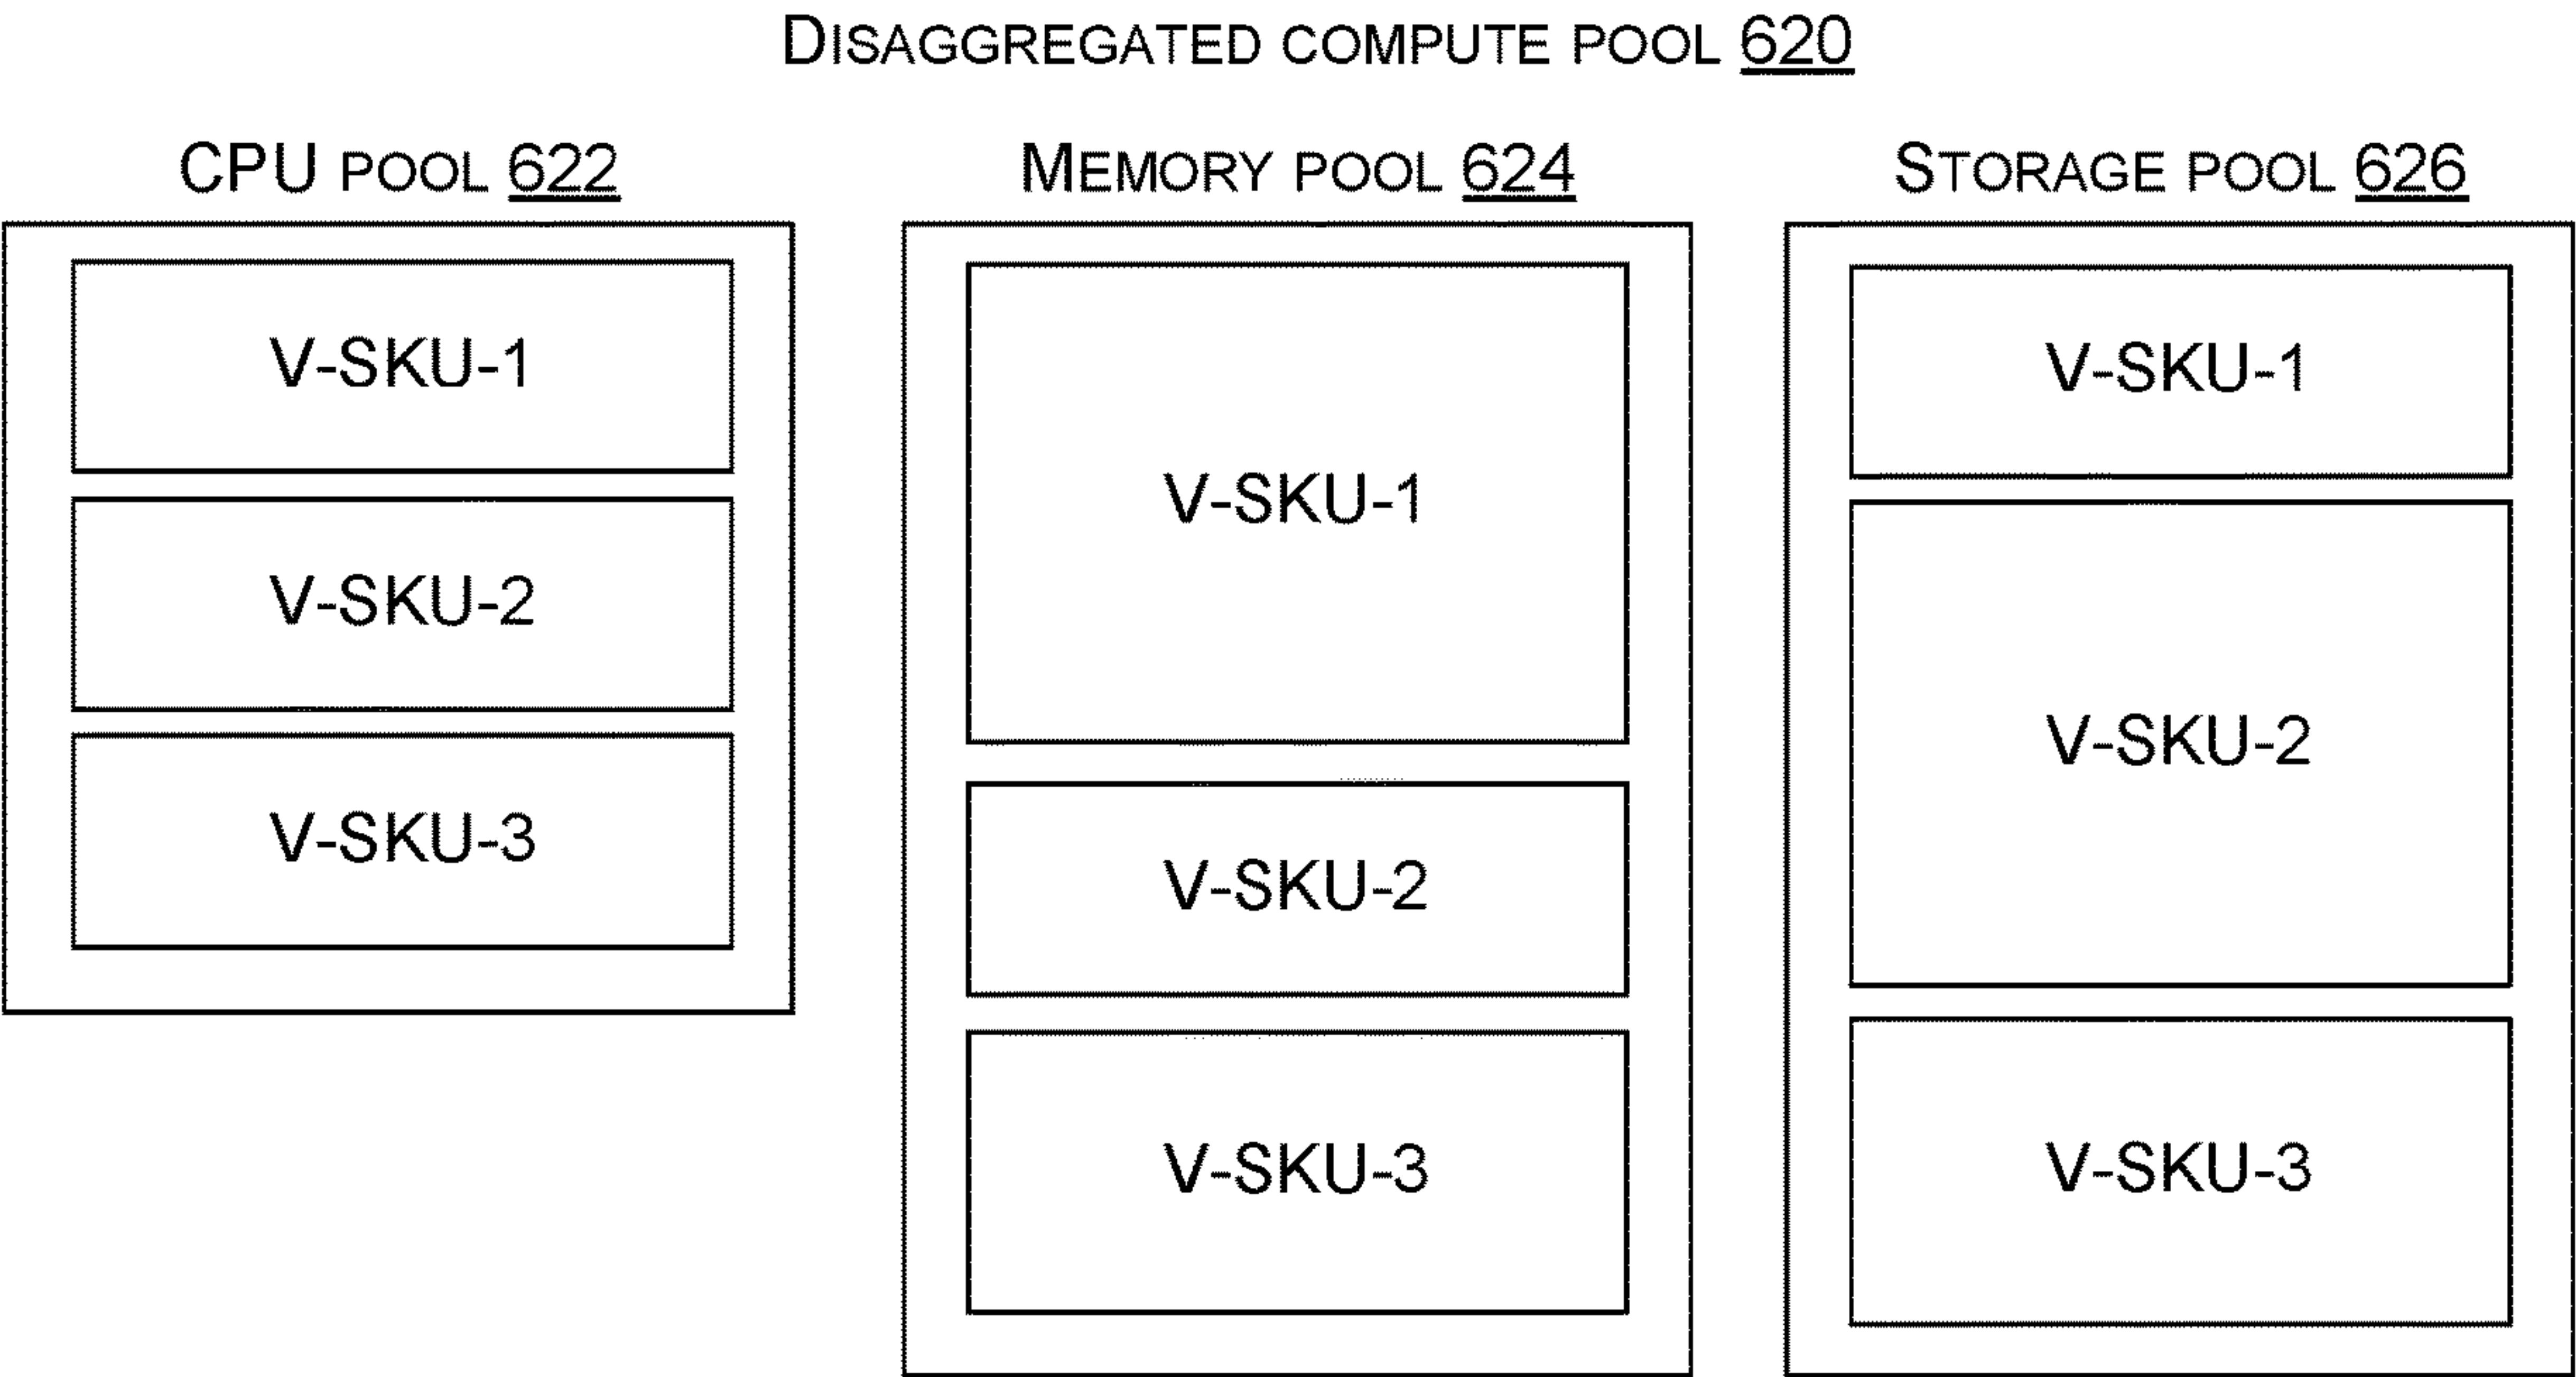 DISAGGREGATED COMPUTE POOL 620
CPU POOL 622
MEMORY POOL 624
STORAGE POOL 626
V-SKU-1
V-SKU-2
V-SKU-3
V-SKU-1
V-SKU-2
V-SKU-3
V-SKU-1
V-SKU-2
V-SKU-3